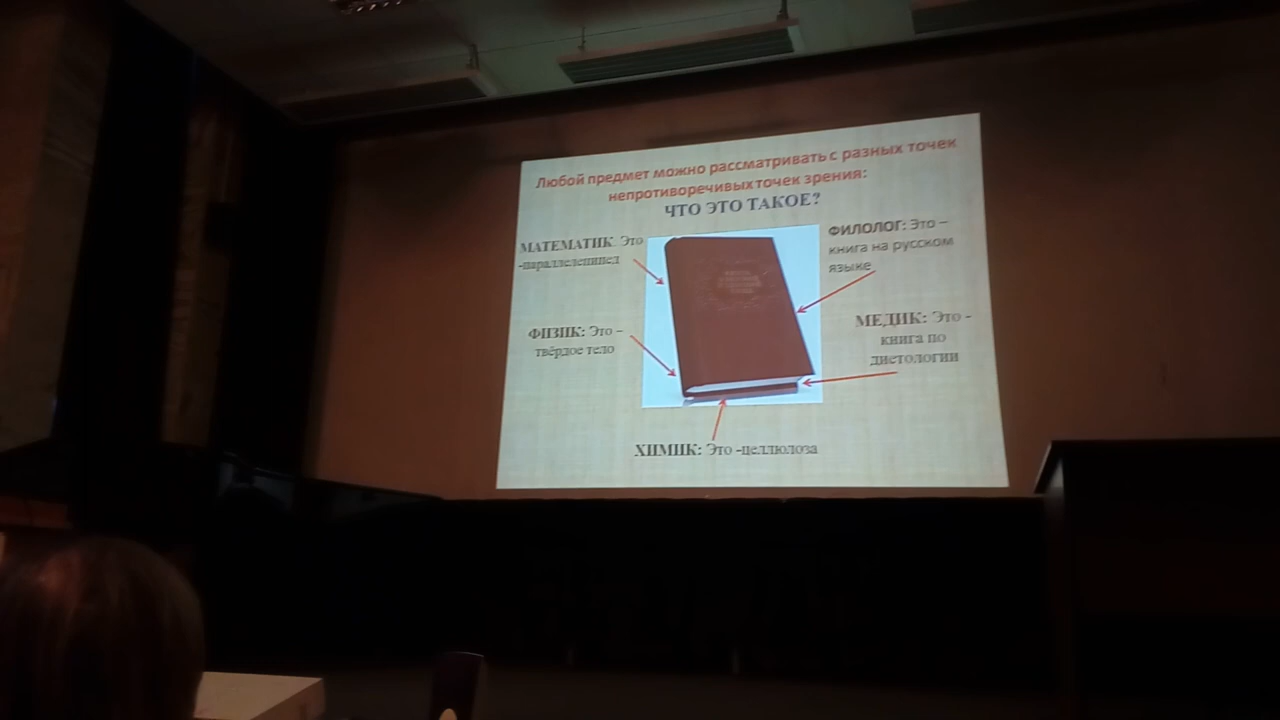 Любой предмет можно рассматривать с разных точек
непротиворечивых точек зрения:
ЧТО ЭТО ТАКОЕ?
МАТЕМАТИК. Это
-параллелепипед
ФИЛОЛОГ: Это –
книга на русском
языке
ФИЗИК: Это –
твёрдое тело
МЕДИК: Это -
книга по
диетологии
ХИМИК: Это -целлюлоза